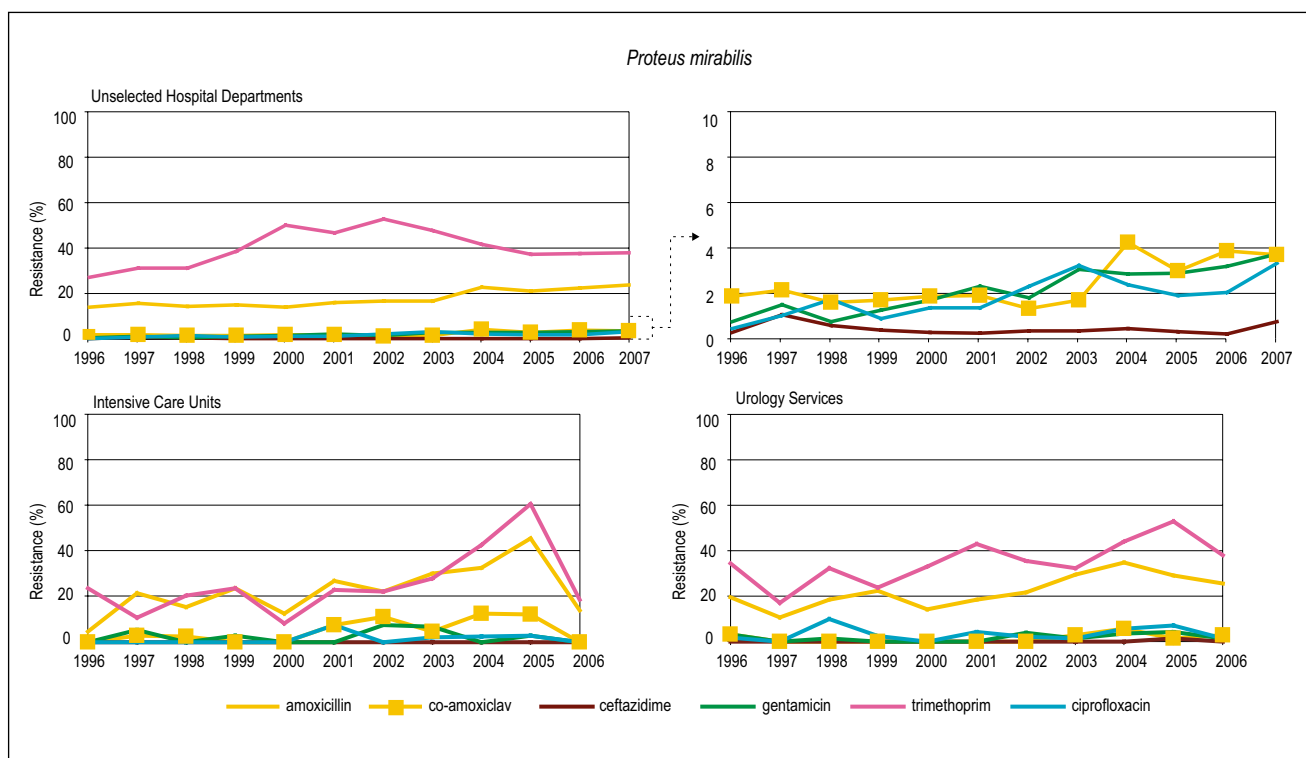 Proteus mirabilis
Unselected Hospital Departments
Resistance (%)
100
80
60
40
20
0
1996 1997 1998 1999 2000 2001 2002 2003 2004 2005 2006 2007
10
8
6
4
2
0
1996 1997 1998 1999 2000 2001 2002 2003 2004 2005 2006 2007
Intensive Care Units
Resistance (%)
100
80
60
40
20
0
1996 1997 1998 1999 2000 2001 2002 2003 2004 2005 2006
Urology Services
Resistance (%)
100
80
60
40
20
0
1996 1997 1998 1999 2000 2001 2002 2003 2004 2005 2006
amoxicillin co-amoxiclav ceftazidime gentamicin trimethoprim ciprofloxacin